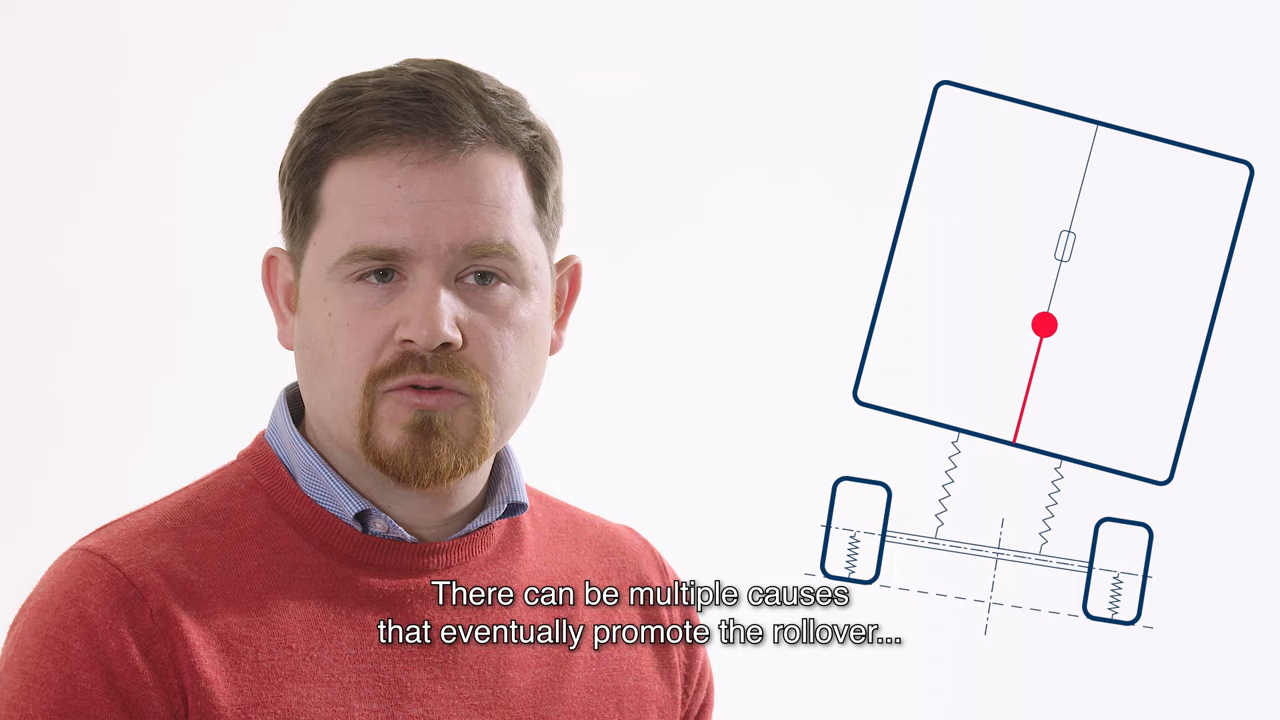 There can be multiple causes
that eventually promote the rollover...